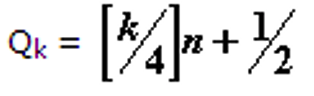 Qₖ = [k/4]n + 1/2